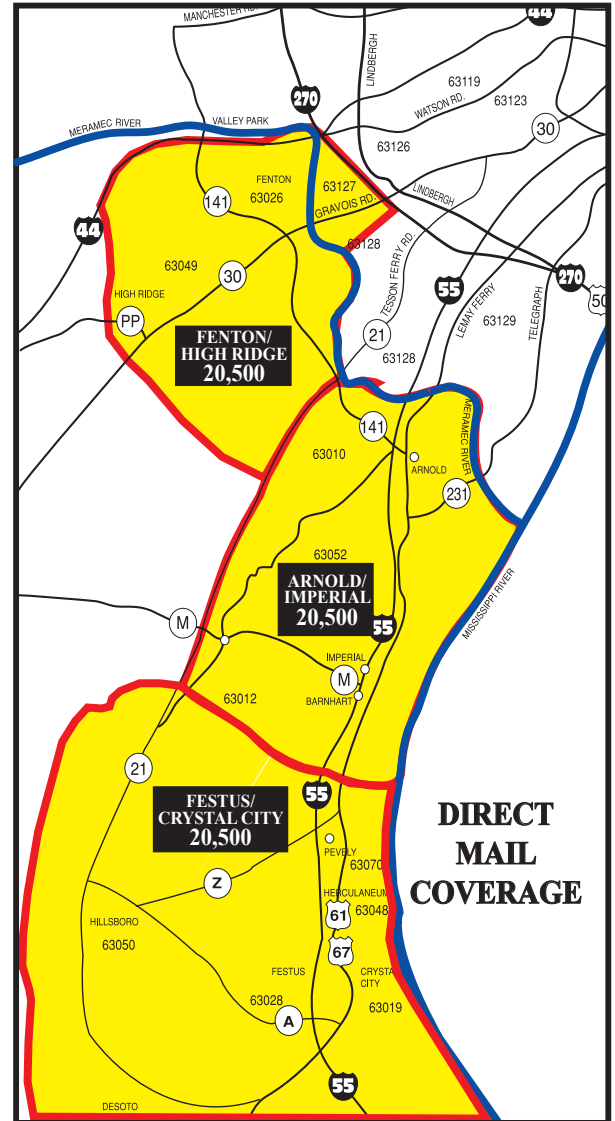 MANCHESTER RD.
44
LINDBERGH
270
63119
WATSON RD.
63123
30
MERAMEC RIVER
VALLEY PARK
63126
FENTON
63127
63026
141
GRAVOIS RD.
LINDBERGH
44
63128
63049
30
TESSON FERRY RD.
55
270
50
HIGH RIDGE
PP
LEMAY FERRY
63129
TELEGRAPH
21
63128
FENTON/
HIGH RIDGE
20,500
141
MERAMEC RIVER
63010
ARNOLD
231
63052
ARNOLD/
IMPERIAL
20,500
MISSISSIPPI RIVER
M
55
IMPERIAL
M
63012
BARNHART
21
55
FESTUS/
CRYSTAL CITY
20,500
DIRECT
MAIL
COVERAGE
PEVELY
63070
Z
HERCULANEUM
61
63048
HILLSBORO
63050
67
FESTUS
CRYSTAL
CITY
63028
63019
A
55
DESOTO